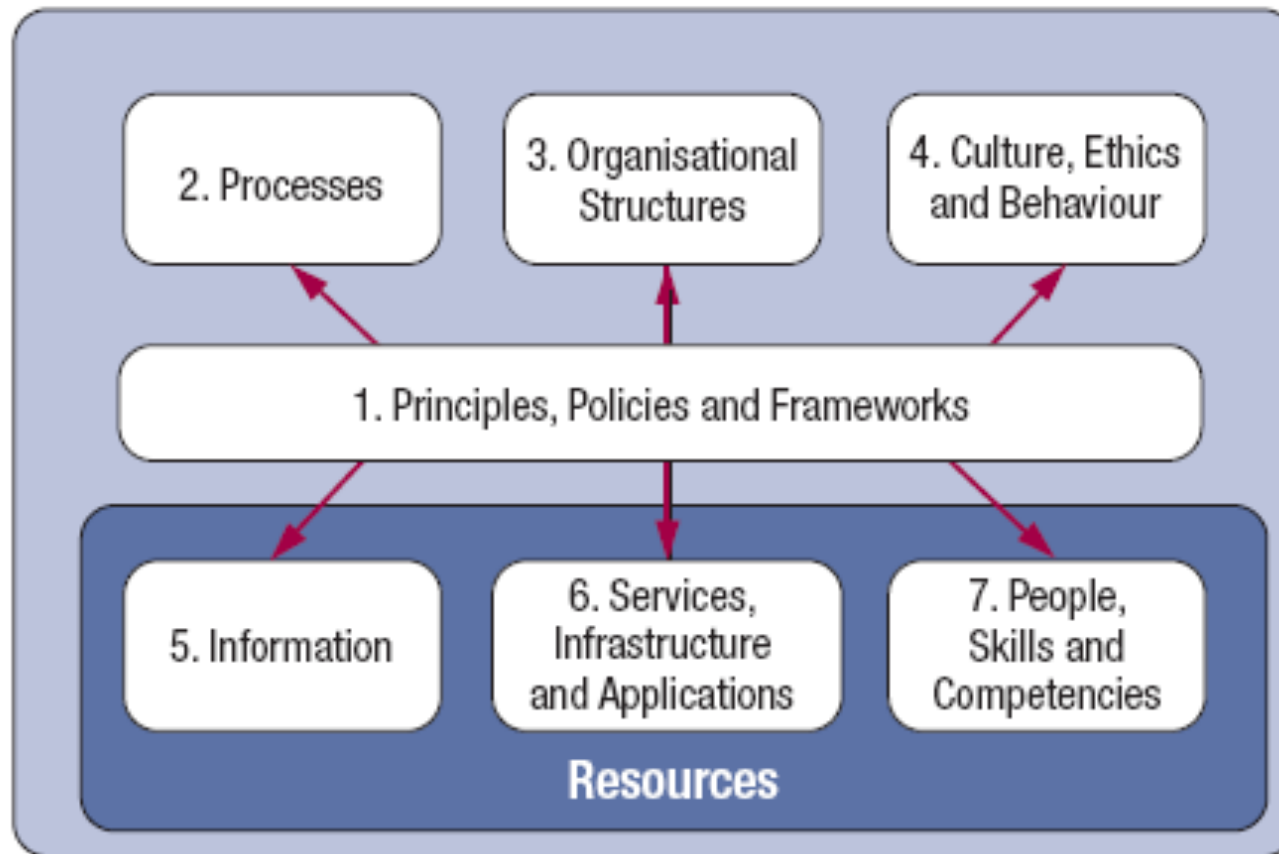 2. Processes
3. Organisational
Structures
4. Culture, Ethics
and Behaviour
1. Principles, Policies and Frameworks
5. Information
6. Services,
Infrastructure
and Applications
7. People,
Skills and
Competencies
Resources